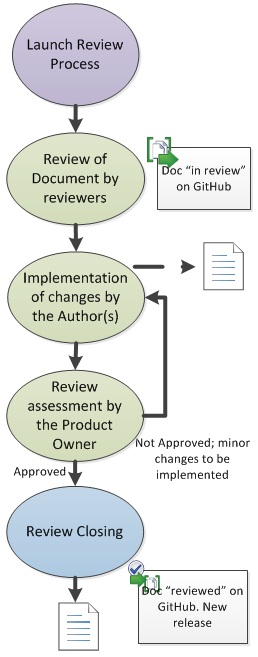 Launch Review
Process
Review of
Document by
reviewers
Doc “in review”
on GitHub
Implementation
of changes by
the Author(s)
Review
assessment by
the Product
Owner
Not Approved; minor
changes to be
implemented
Approved
Review Closing
Doc “reviewed” on
GitHub. New
release